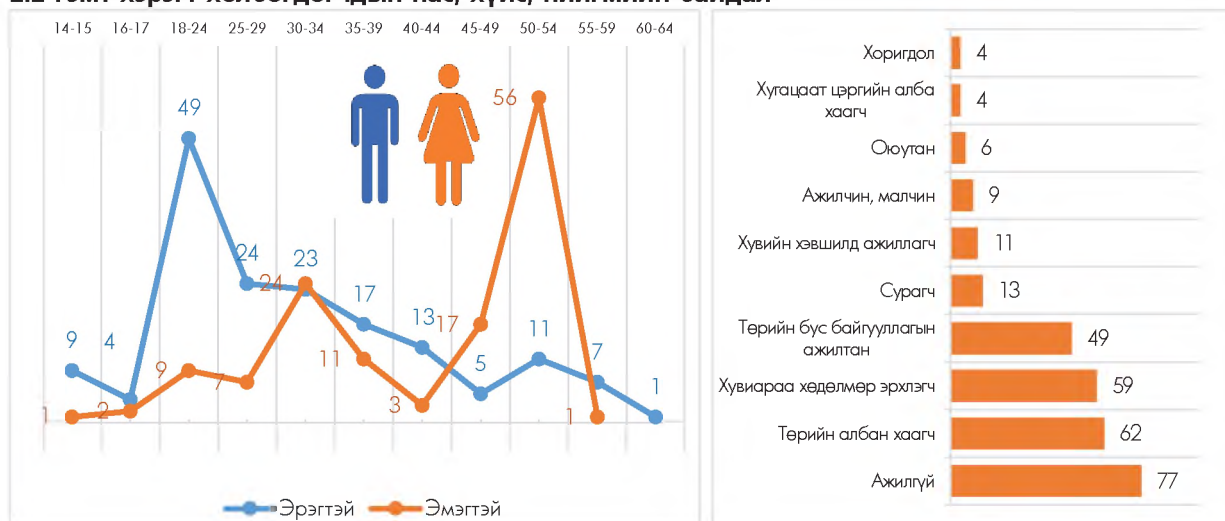 14-15 16-17 18-24 25-29 30-34 35-39 40-44 45-49 50-54 55-59 60-64
49
56
24
24
23
9
4
17
13
17
11
5
7
9
7
11
3
1
2
1
1
Эрэгтэй Эмэгтэй
Хоригдол 4
Хугацаат цэргийн алба
хаагч 4
Оюутан 6
Ажилчин, малчин 9
Хувийн хэвшилд ажиллагч 11
Сурагч 13
Төрийн бус байгууллагын
ажилтан 49
Хувиараа хөдөлмөр эрхлэгч 59
Төрийн албан хаагч 62
Ажилгүй 77